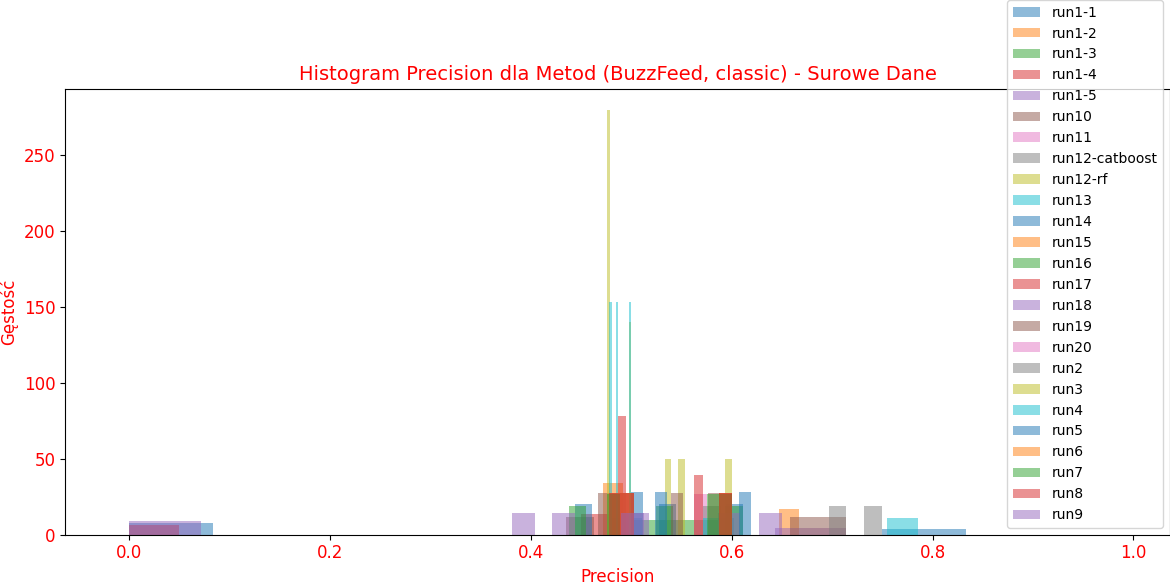 Histogram Precision dla Metod (BuzzFeed, classic) - Surowe Dane
Gęstość
250
200
150
100
50
0
0.0
0.2
0.4
0.6
0.8
1.0
Precision
run1-1
run1-2
run1-3
run1-4
run1-5
run10
run11
run12-catboost
run12-rf
run13
run14
run15
run16
run17
run18
run19
run20
run2
run3
run4
run5
run6
run7
run8
run9